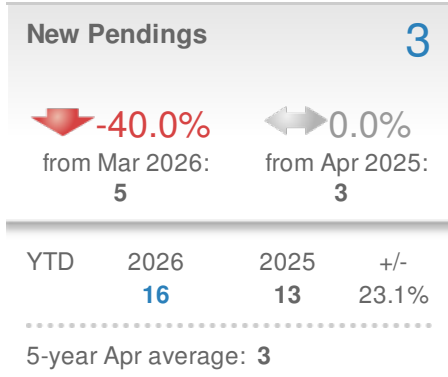 New Pendings 3
-40.0% 0.0%
from Mar 2026: from Apr 2025:
5 3
YTD 2026 2025 +/-
16 13 23.1%
5-year Apr average: 3